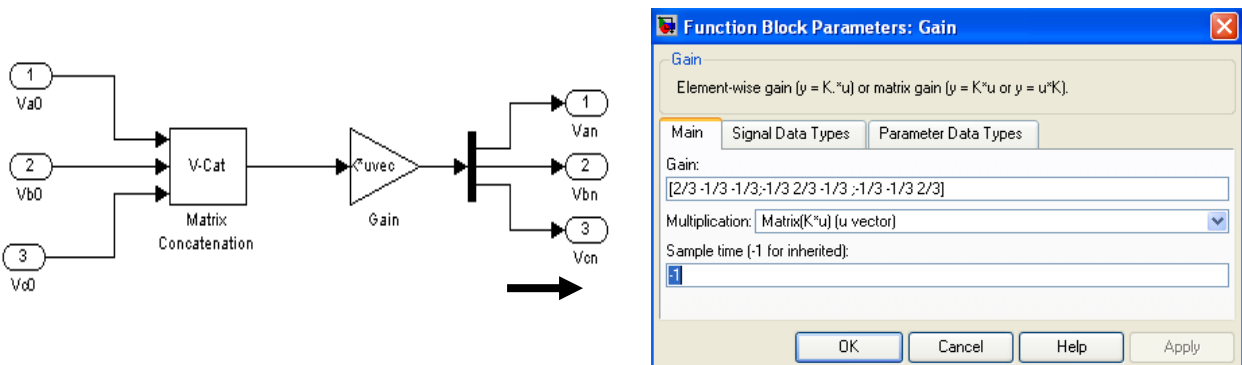 1
Va0
2
Vb0
3
Vc0
V-Cat
Matrix
Concatenation
uvec
Gain
1
Van
2
Vbn
3
Vcn
Function Block Parameters: Gain
Gain
Element-wise gain (y = K.*u) or matrix gain (y = K*u or y = u*K).
Main Signal Data Types Parameter Data Types
Gain:
[2/3 -1/3 -1/3;-1/3 2/3 -1/3 ;-1/3 -1/3 2/3]
Multiplication: Matrix(K*u) (u vector)
Sample time (-1 for inherited):
-1
OK Cancel Help Apply